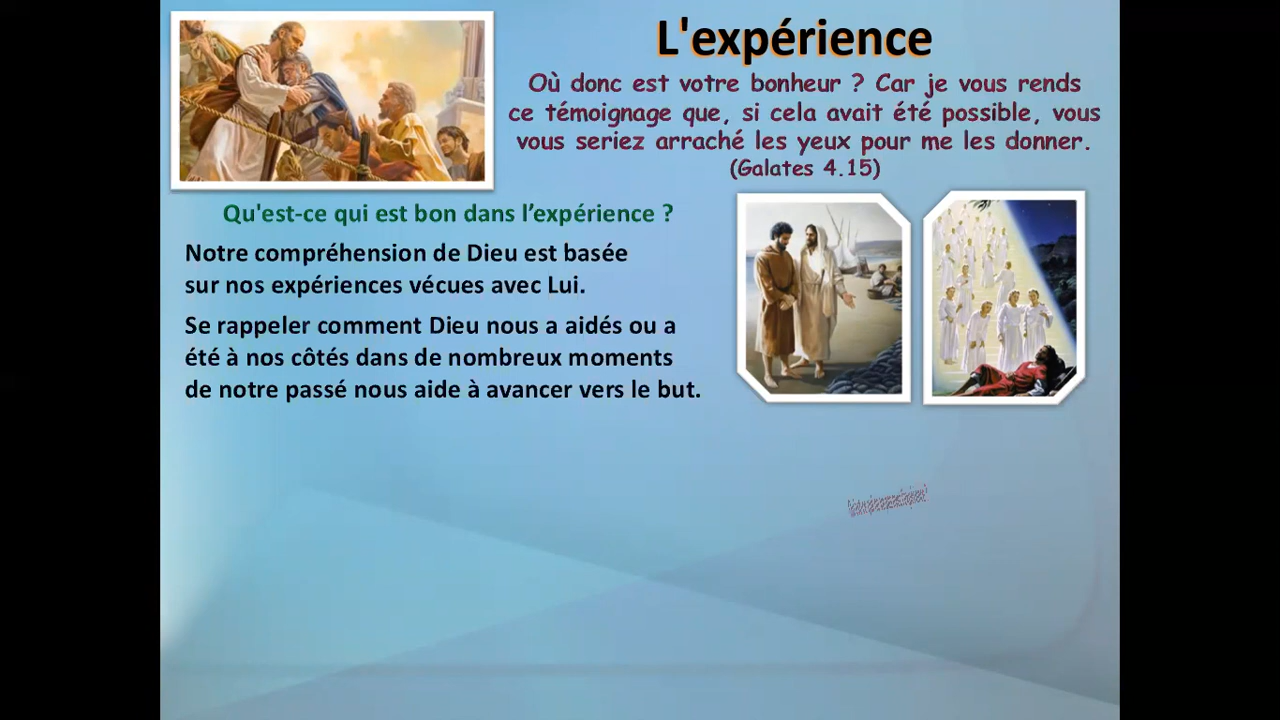 L'expérience
Où donc est votre bonheur ? Car je vous rends
ce témoignage que, si cela avait été possible, vous
vous seriez arraché les yeux pour me les donner.
(Galates 4.15)
Qu'est-ce qui est bon dans l’expérience ?
Notre compréhension de Dieu est basée
sur nos expériences vécues avec Lui.
Se rappeler comment Dieu nous a aidés ou a
été à nos côtés dans de nombreux moments
de notre passé nous aide à avancer vers le but.